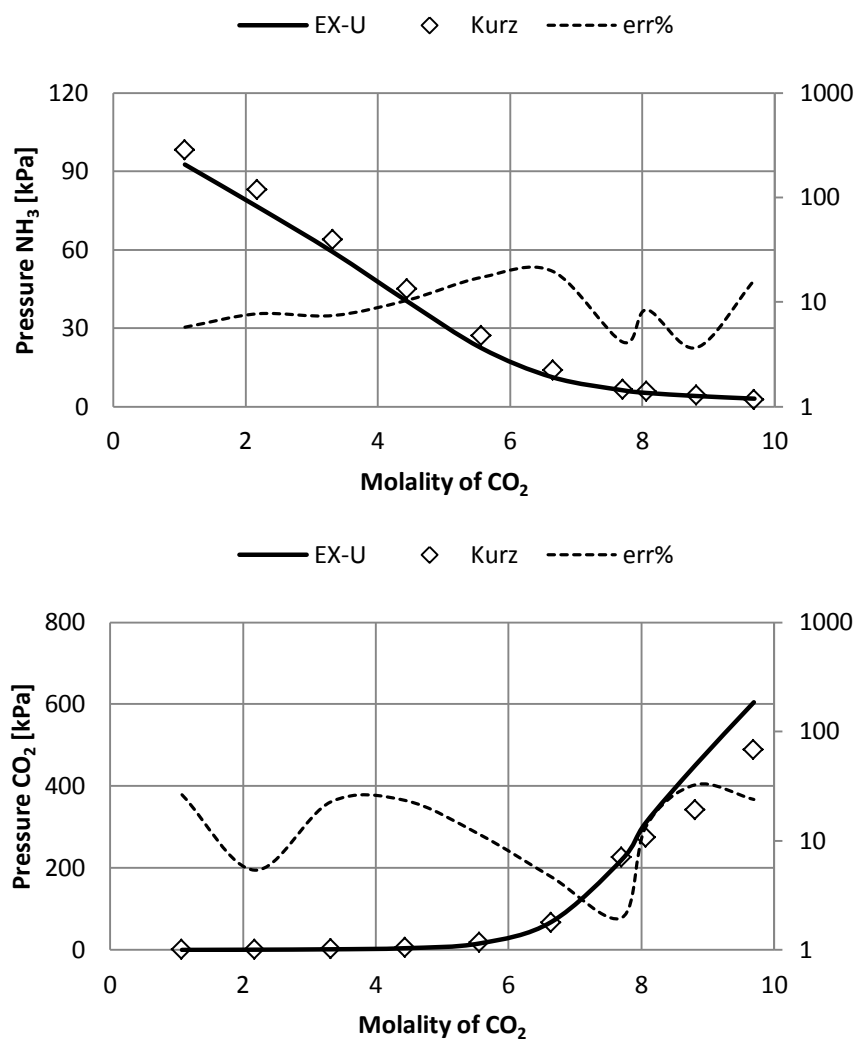 EX-U Kurz err%
120 1000
90 100
60 10
30
0 1
0 2 4 6 8 10
Pressure NH3 [kPa]
Molality of CO2
EX-U Kurz err%
800 1000
600 100
400
200 10
0 1
0 2 4 6 8 10
Pressure CO2 [kPa]
Molality of CO2